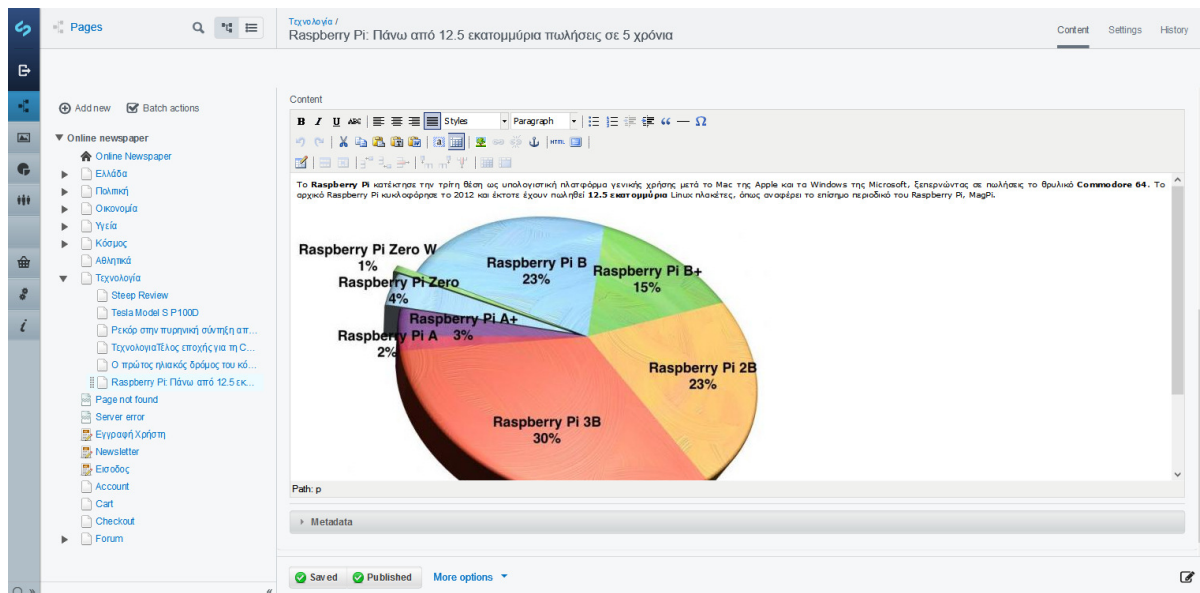 Pages
Τεχνολογία /
Raspberry Pi: Πάνω από 12.5 εκατομμύρια πωλήσεις σε 5 χρόνια
Content
Settings
History
Add new
Batch actions
Online newspaper
Online Newspaper
Ελλάδα
Πολιτική
Οικονομία
Υγεία
Κόσμος
Αθλητικά
Τεχνολογία
Steep Review
Tesla Model S P100D
Ρεκόρ στην πυρηνική σύντηξη απ...
ΤεχνολογιαΤέλος εποχής για τη C...
Ο πρώτος ηλιακός δρόμος του κό...
Raspberry Pi: Πάνω από 12.5 εκ...
Page not found
Server error
Εγγραφή Χρήστη
Newsletter
Εισοδος
Account
Cart
Checkout
Forum
Content
B I U ABC Styles Paragraph
HTML
Το Raspberry Pi κατέκτησε την τρίτη θέση ως υπολογιστική πλατφόρμα γενικής χρήσης μετά το Mac της Apple και τα Windows της Microsoft, ξεπερνώντας σε πωλήσεις το θρυλικό Commodore 64. Το
αρχικό Raspberry Pi κυκλοφόρησε το 2012 και έκτοτε έχουν πωληθεί 12.5 εκατομμύρια Linux πλακέτες, όπως αναφέρει το επίσημο περιοδικό του Raspberry Pi, MagPi.
Raspberry Pi Zero W
1%
Raspberry Pi Zero
4%
Raspberry Pi A+
3%
Raspberry Pi A
2%
Raspberry Pi B
23%
Raspberry Pi B+
15%
Raspberry Pi 2B
23%
Raspberry Pi 3B
30%
Path: p
Metadata
Saved
Published
More options